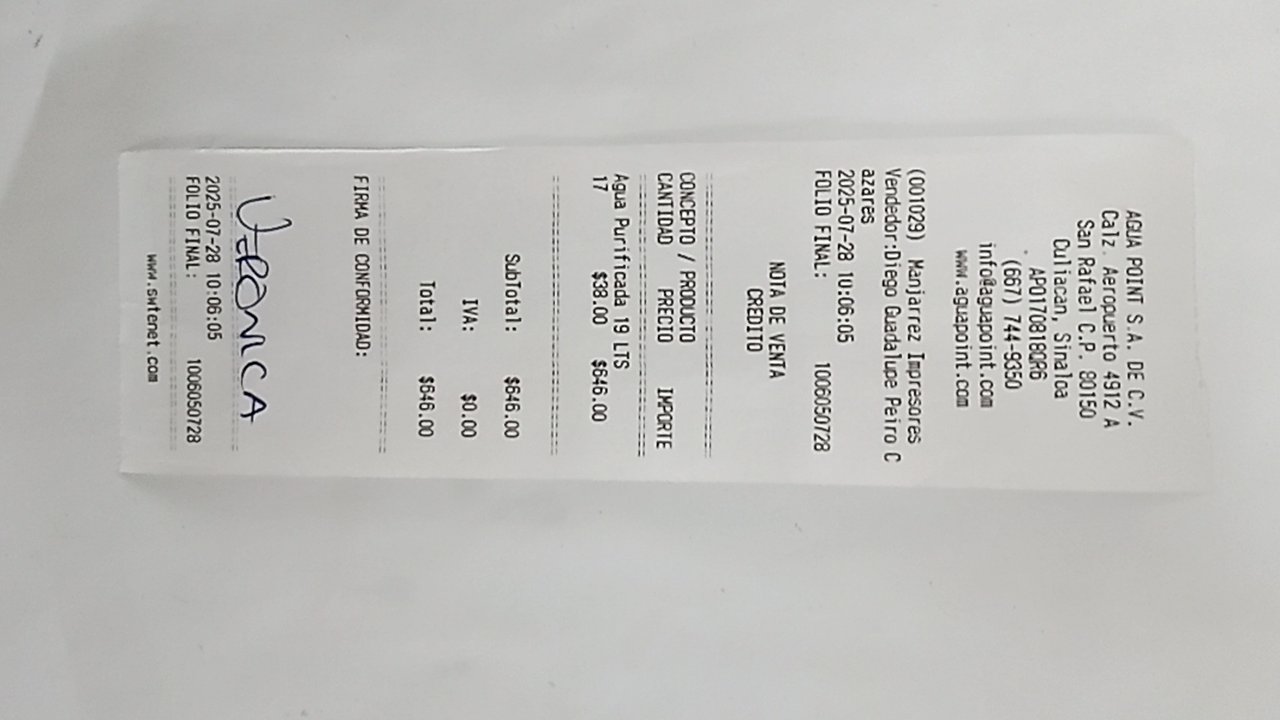 AGUA POINT S.A. DE C.V.
Calz. Aeropuerto 4912 A
San Rafael C.P. 80150
Culiacan, Sinaloa
APO170818QR6
(667) 744-9350
info@aguapoint.com
www.aguapoint.com
(001029) Manjarrez Impresores
Vendedor:Diego Guadalupe Peiro C
azares
2025-07-28 10:06:05
FOLIO FINAL: 1006050728
NOTA DE VENTA
CREDITO
CONCEPTO / PRODUCTO
CANTIDAD PRECIO IMPORTE
Agua Purificada 19 LTS
17 $38.00 $646.00
SubTotal: $646.00
IVA: $0.00
Total: $646.00
FIRMA DE CONFORMIDAD:
VERONICA
2025-07-28 10:06:05
FOLIO FINAL: 1006050728
www.swftenet.com